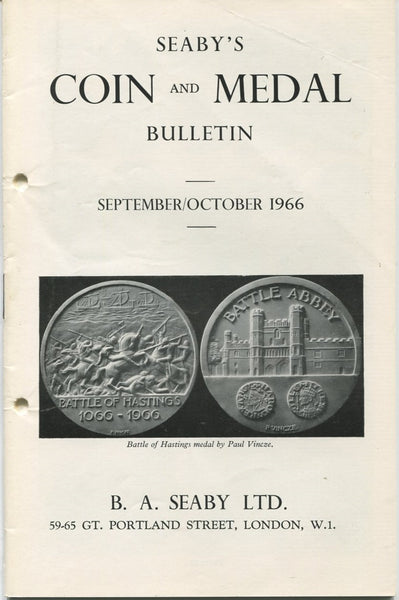 SEABY'S
COIN AND MEDAL
BULLETIN
SEPTEMBER/OCTOBER 1966
BATTLE OF HASTINGS
1066-1966
BATTLE ABBEY
P. VINCZE.
Battle of Hastings medal by Paul Vincze.
B. A. SEABY LTD.
59-65 GT. PORTLAND STREET, LONDON, W.1.